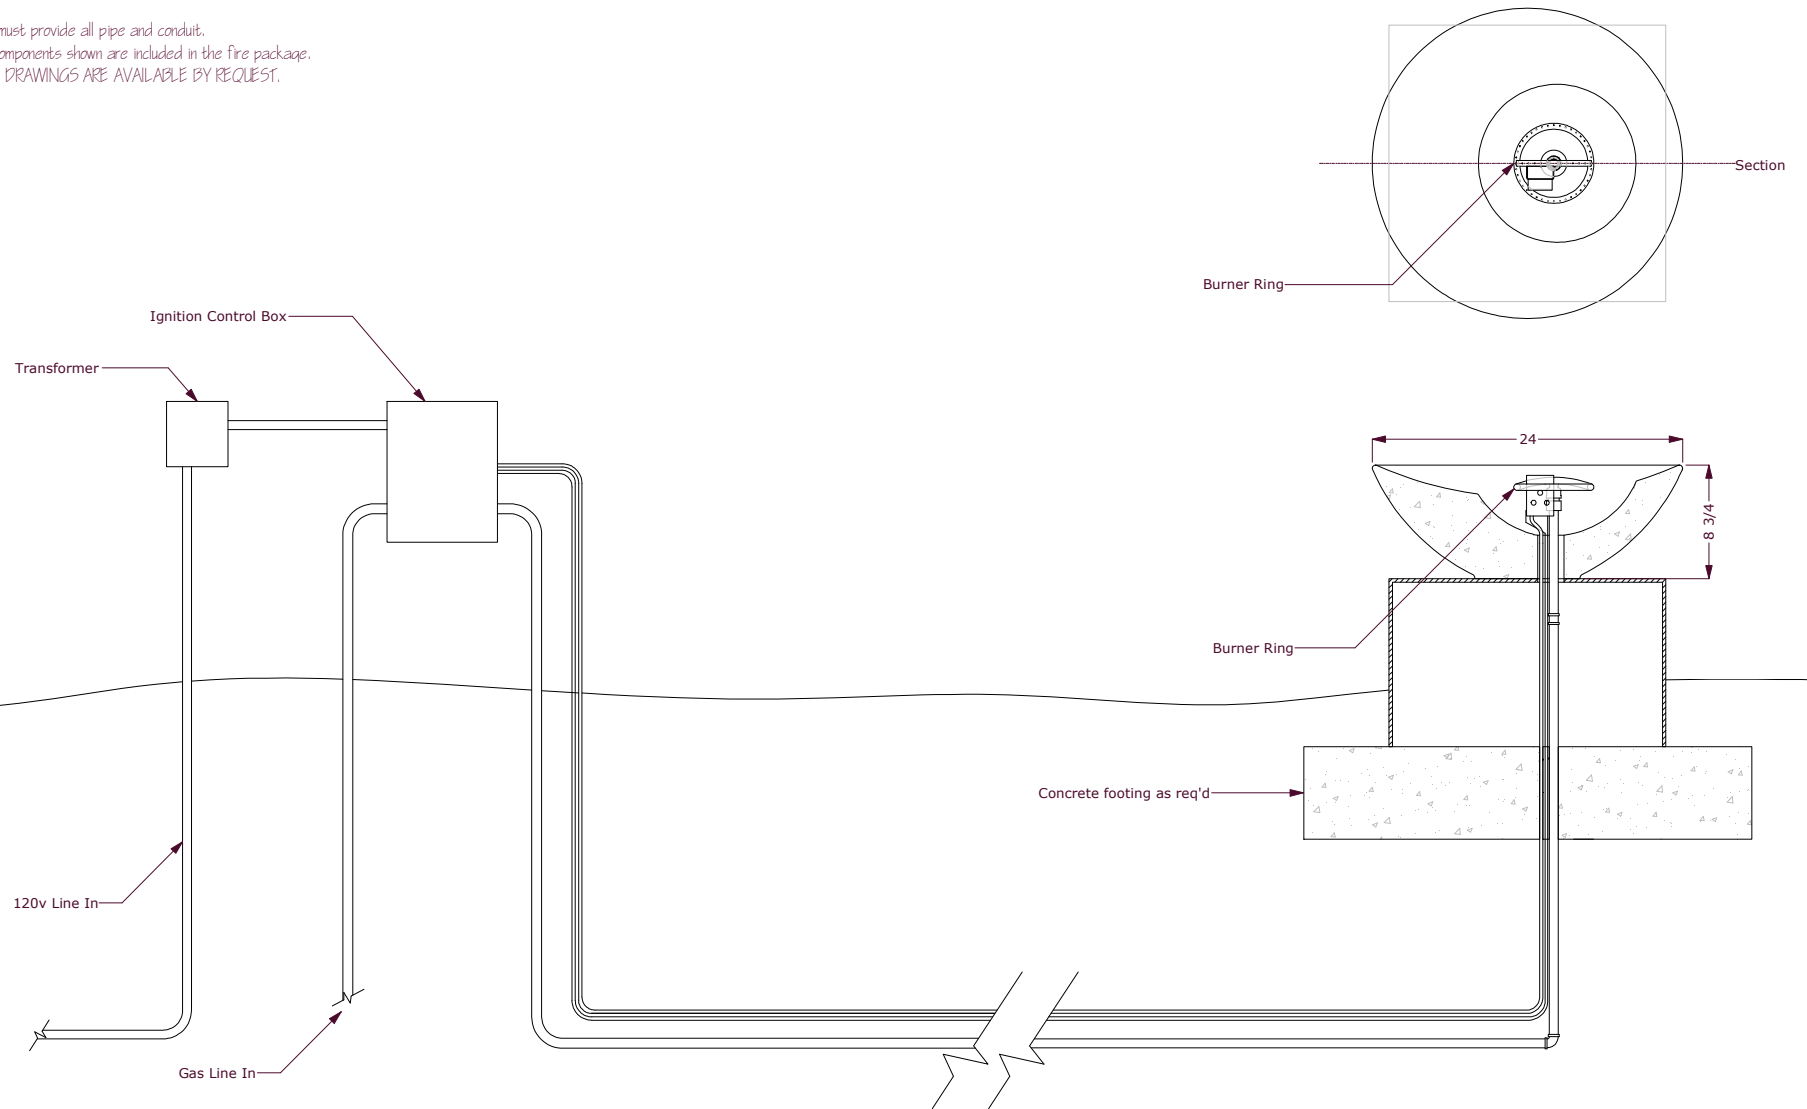 must provide all pipe and conduit.
components shown are included in the fire package.
DRAWINGS ARE AVAILABLE BY REQUEST.
Section
Burner Ring
Ignition Control Box
Transformer
24
8 3/4
Burner Ring
Concrete footing as req'd
120v Line In
Gas Line In